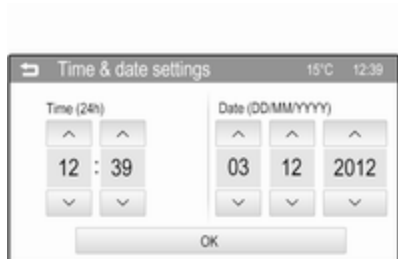 Time & date settings 15°C 12:39
Time (24h) Date (DD/MM/YYYY)
12 : 39 03 12 2012
OK